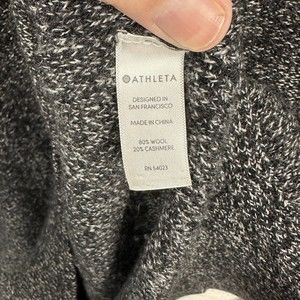 ATHLETA
DESIGNED IN
SAN FRANCISCO
MADE IN CHINA
80% WOOL
20% CASHMERE
RN 54023